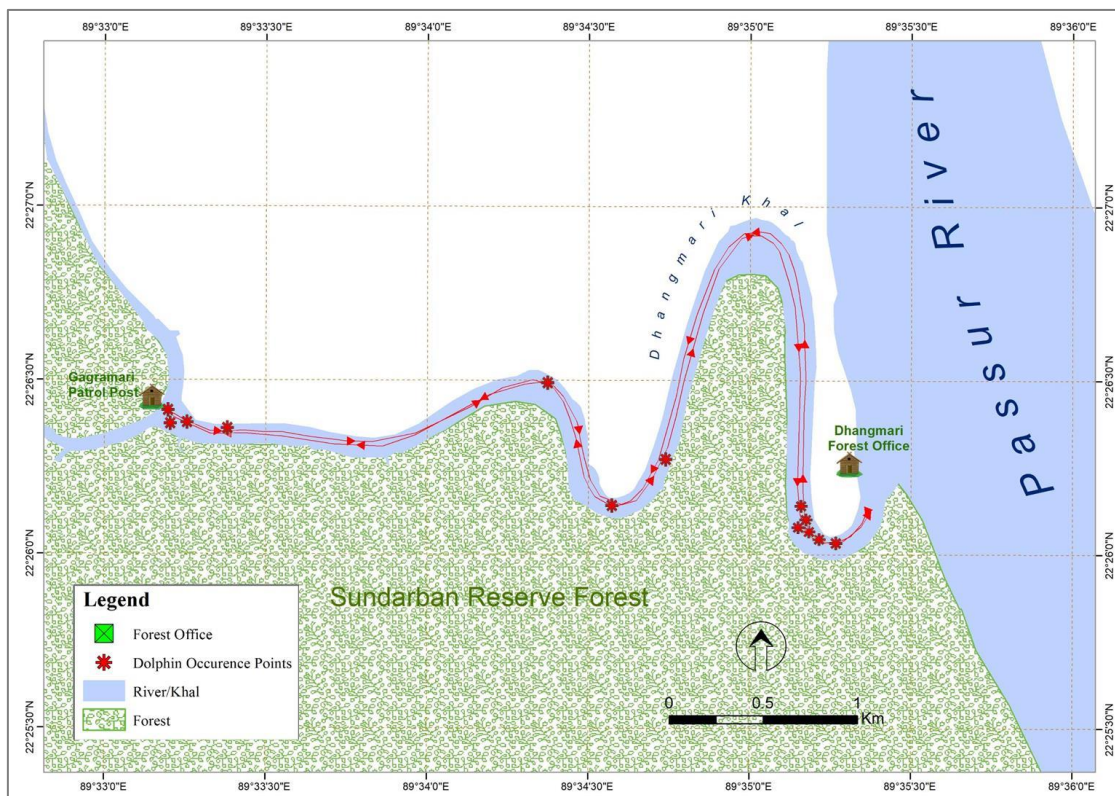 89°33'0"E
89°33'30"E
89°34'0"E
89°34'30"E
89°35'0"E
89°35'30"E
89°36'0"E
22°27'0"N
22°27'0"N
22°26'30"N
22°26'30"N
22°26'0"N
22°26'0"N
22°25'30"N
22°25'30"N
Passur River
Dhangmari Khal
Gagramari
Patrol Post
Dhangmari
Forest Office
Sundarban Reserve Forest
Legend
Forest Office
Dolphin Occurence Points
River/Khal
Forest
0 0.5 1
Km
89°33'0"E
89°33'30"E
89°34'0"E
89°34'30"E
89°35'0"E
89°35'30"E
89°36'0"E